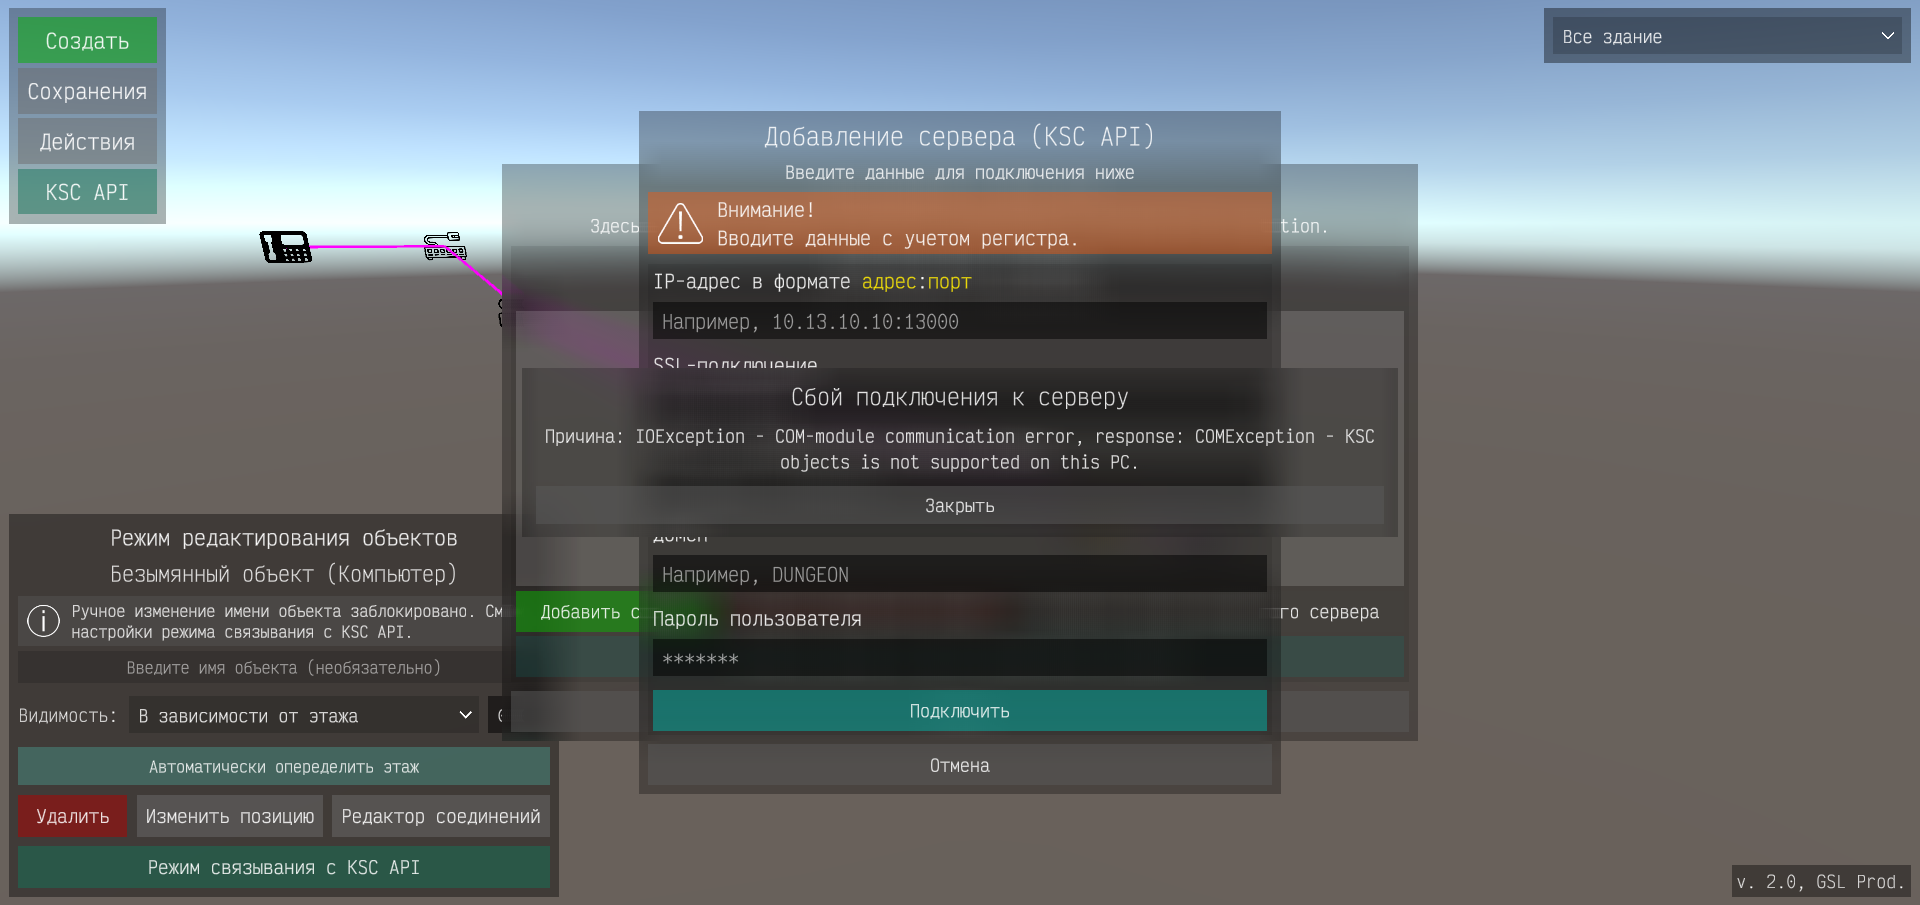 Создать
Сохранения
Действия
KSC API
Все здание
Добавление сервера (KSC API)
Введите данные для подключения ниже
Здесь
tion.
Внимание!
Вводите данные с учетом регистра.
IP-адрес в формате адрес:порт
Например, 10.13.10.10:13000
SSL-подключение
Сбой подключения к серверу
Причина: IOException - COM-module communication error, response: COMException - KSC
objects is not supported on this PC.
Закрыть
Домен
Например, DUNGEON
Добавить с
го сервера
Пароль пользователя
*******
Подключить
Отмена
Режим редактирования объектов
Безымянный объект (Компьютер)
Ручное изменение имени объекта заблокировано. См
настройки режима связывания с KSC API.
Введите имя объекта (необязательно)
Видимость:
В зависимости от этажа
Автоматически опеределить этаж
Удалить
Изменить позицию
Редактор соединений
Режим связывания с KSC API
v. 2.0, GSL Prod.